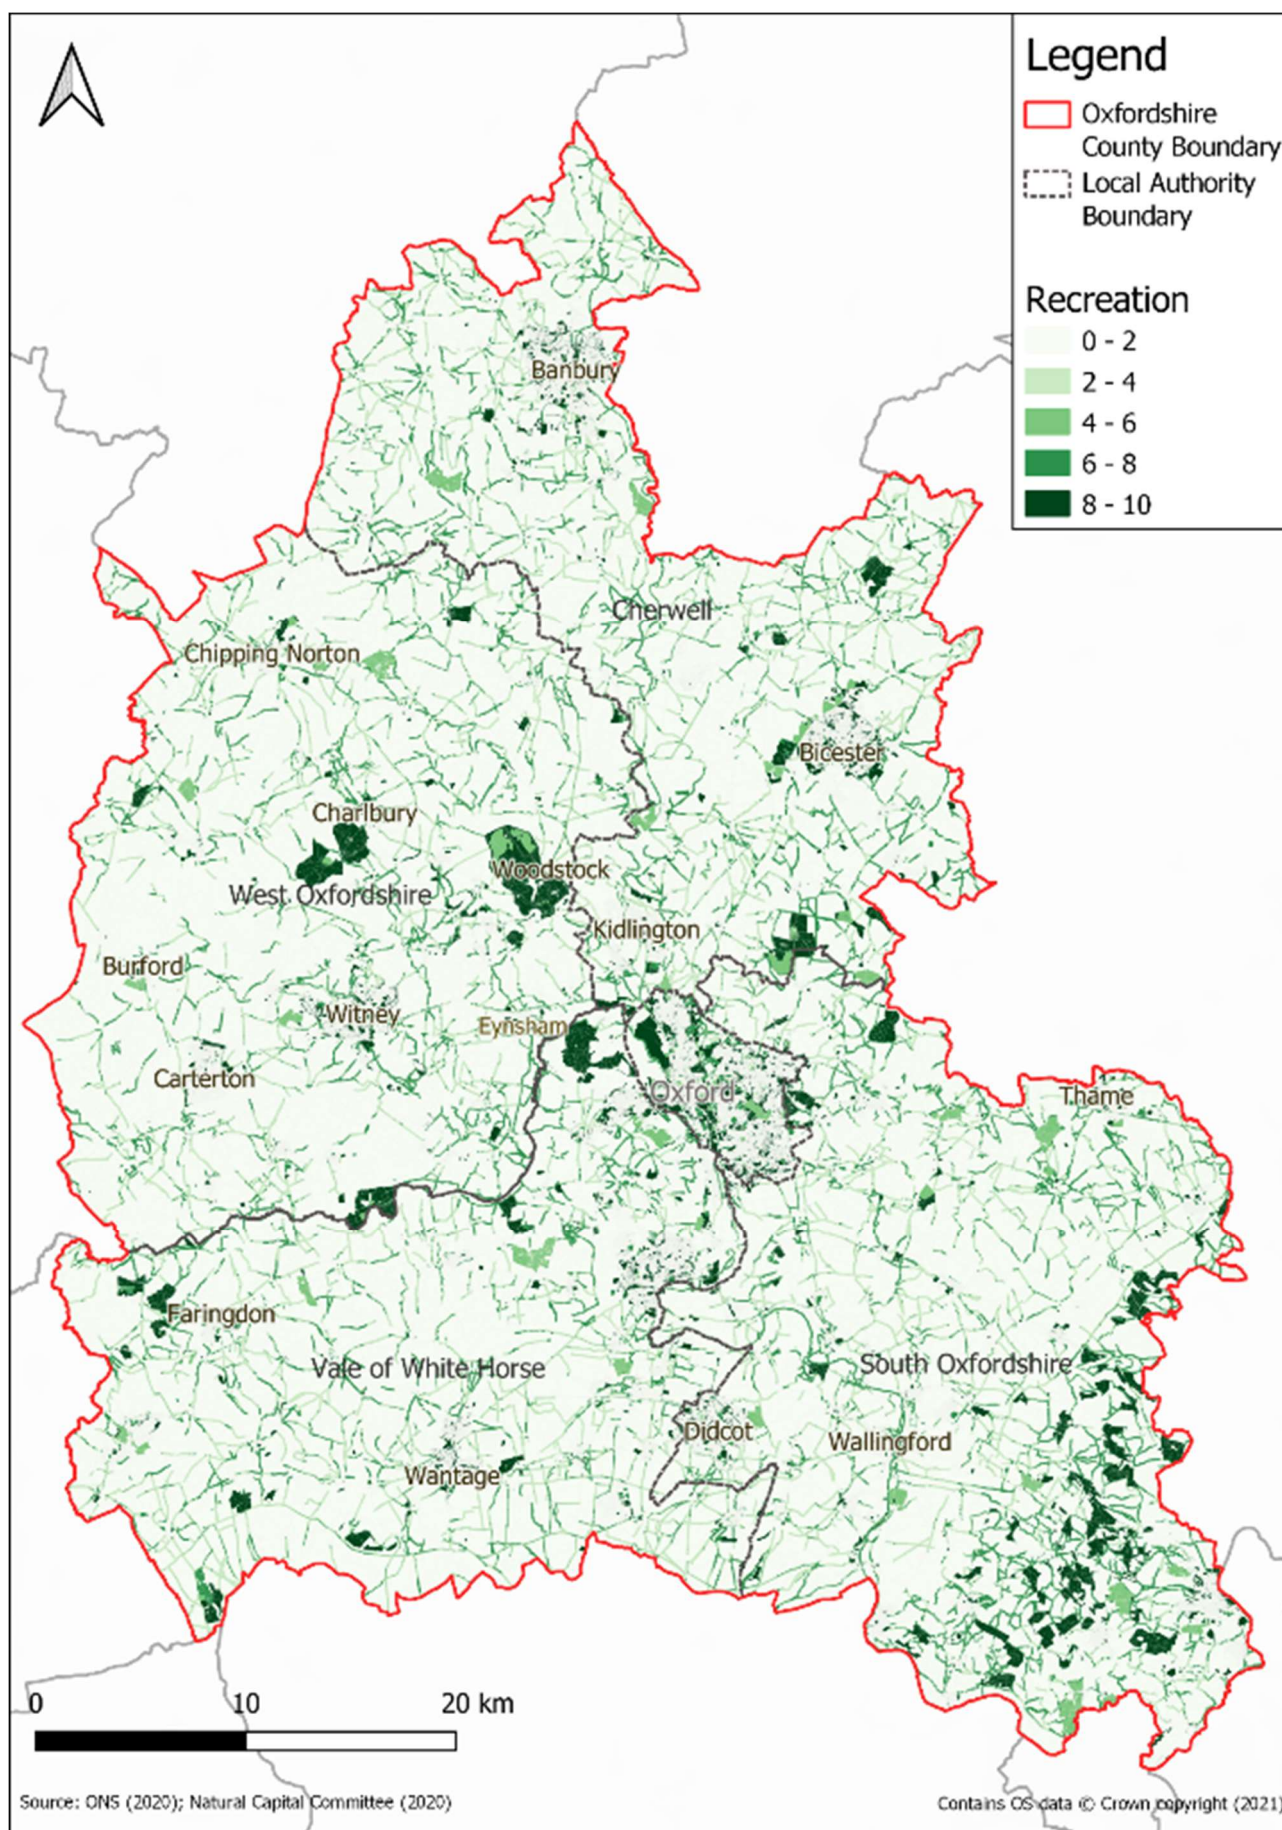 Legend
Oxfordshire
County Boundary
Local Authority
Boundary
Recreation
0 - 2
2 - 4
4 - 6
6 - 8
8 - 10
Banbury
Cherwell
Chipping Norton
Bicester
Charlbury
Woodstock
West Oxfordshire
Kidlington
Burford
Witney
Eynsham
Carterton
Oxford
Thame
Faringdon
Vale of White Horse
South Oxfordshire
Didcot
Wallingford
Wantage
0 10 20 km
Source: ONS (2020); Natural Capital Committee (2020)
Contains OS data © Crown copyright (2021)